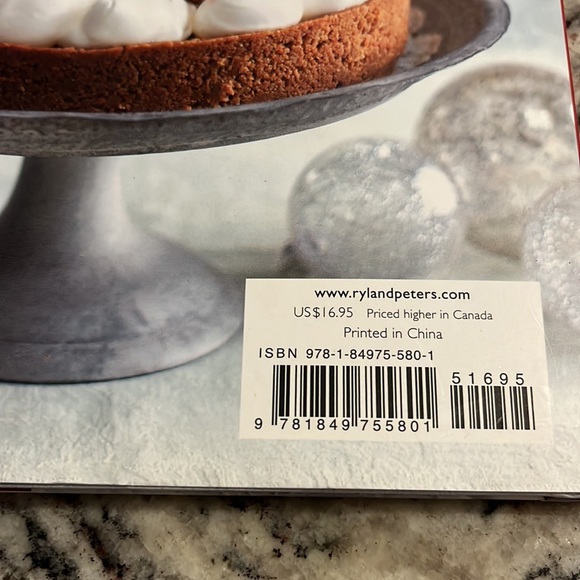 www.rylandpeters.com
US$16.95 Priced higher in Canada
Printed in China
ISBN 978-1-84975-580-1
51695
9 781849 755801